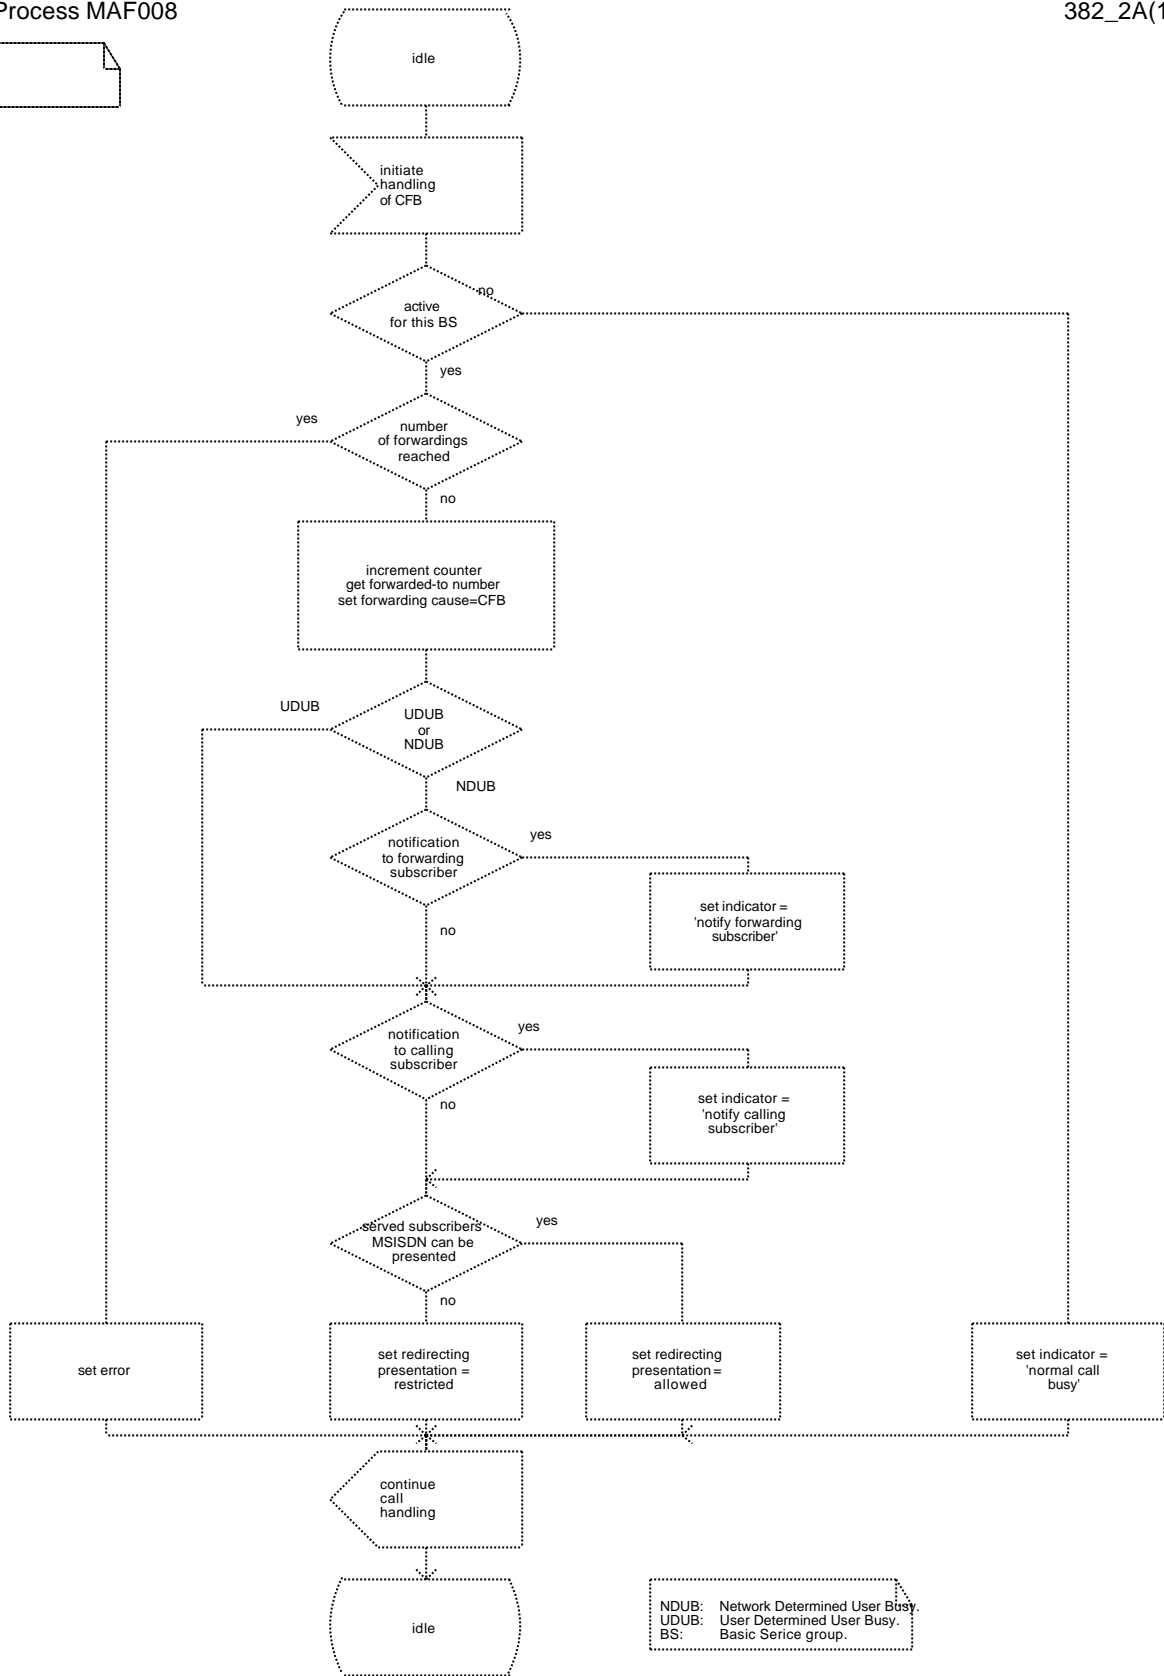 Process MAF008
382_2A(1
idle
initiate
handling
of CFB
no
active
for this BS
yes
yes
number
of forwardings
reached
no
increment counter
get forwarded-to number
set forwarding cause=CFB
UDUB
UDUB
or
NDUB
NDUB
notification
to forwarding
subscriber
yes
set indicator =
'notify forwarding
subscriber'
no
notification
to calling
subscriber
yes
set indicator =
'notify calling
subscriber'
no
served subscribers
MSISDN can be
presented
yes
no
set error
set redirecting
presentation =
restricted
set redirecting
presentation =
allowed
set indicator =
'normal call
busy'
continue
call
handling
idle
NDUB: Network Determined User Busy.
UDUB: User Determined User Busy.
BS: Basic Serice group.